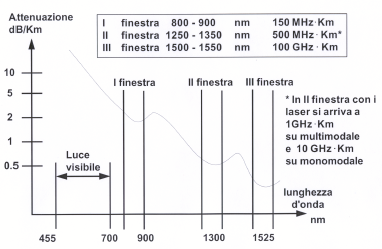 Attenuazione
dB/Km
I finestra 800 - 900 nm 150 MHz·Km
II finestra 1250 - 1350 nm 500 MHz·Km*
III finestra 1500 - 1550 nm 100 GHz·Km
10
5
2
1
0.5
I finestra
II finestra
III finestra
* In II finestra con i
laser si arriva a
1GHz·Km
su multimodale
e 10 GHz·Km
su monomodale
Luce
visibile
lunghezza
d'onda
nm
455
700
900
1300
1525